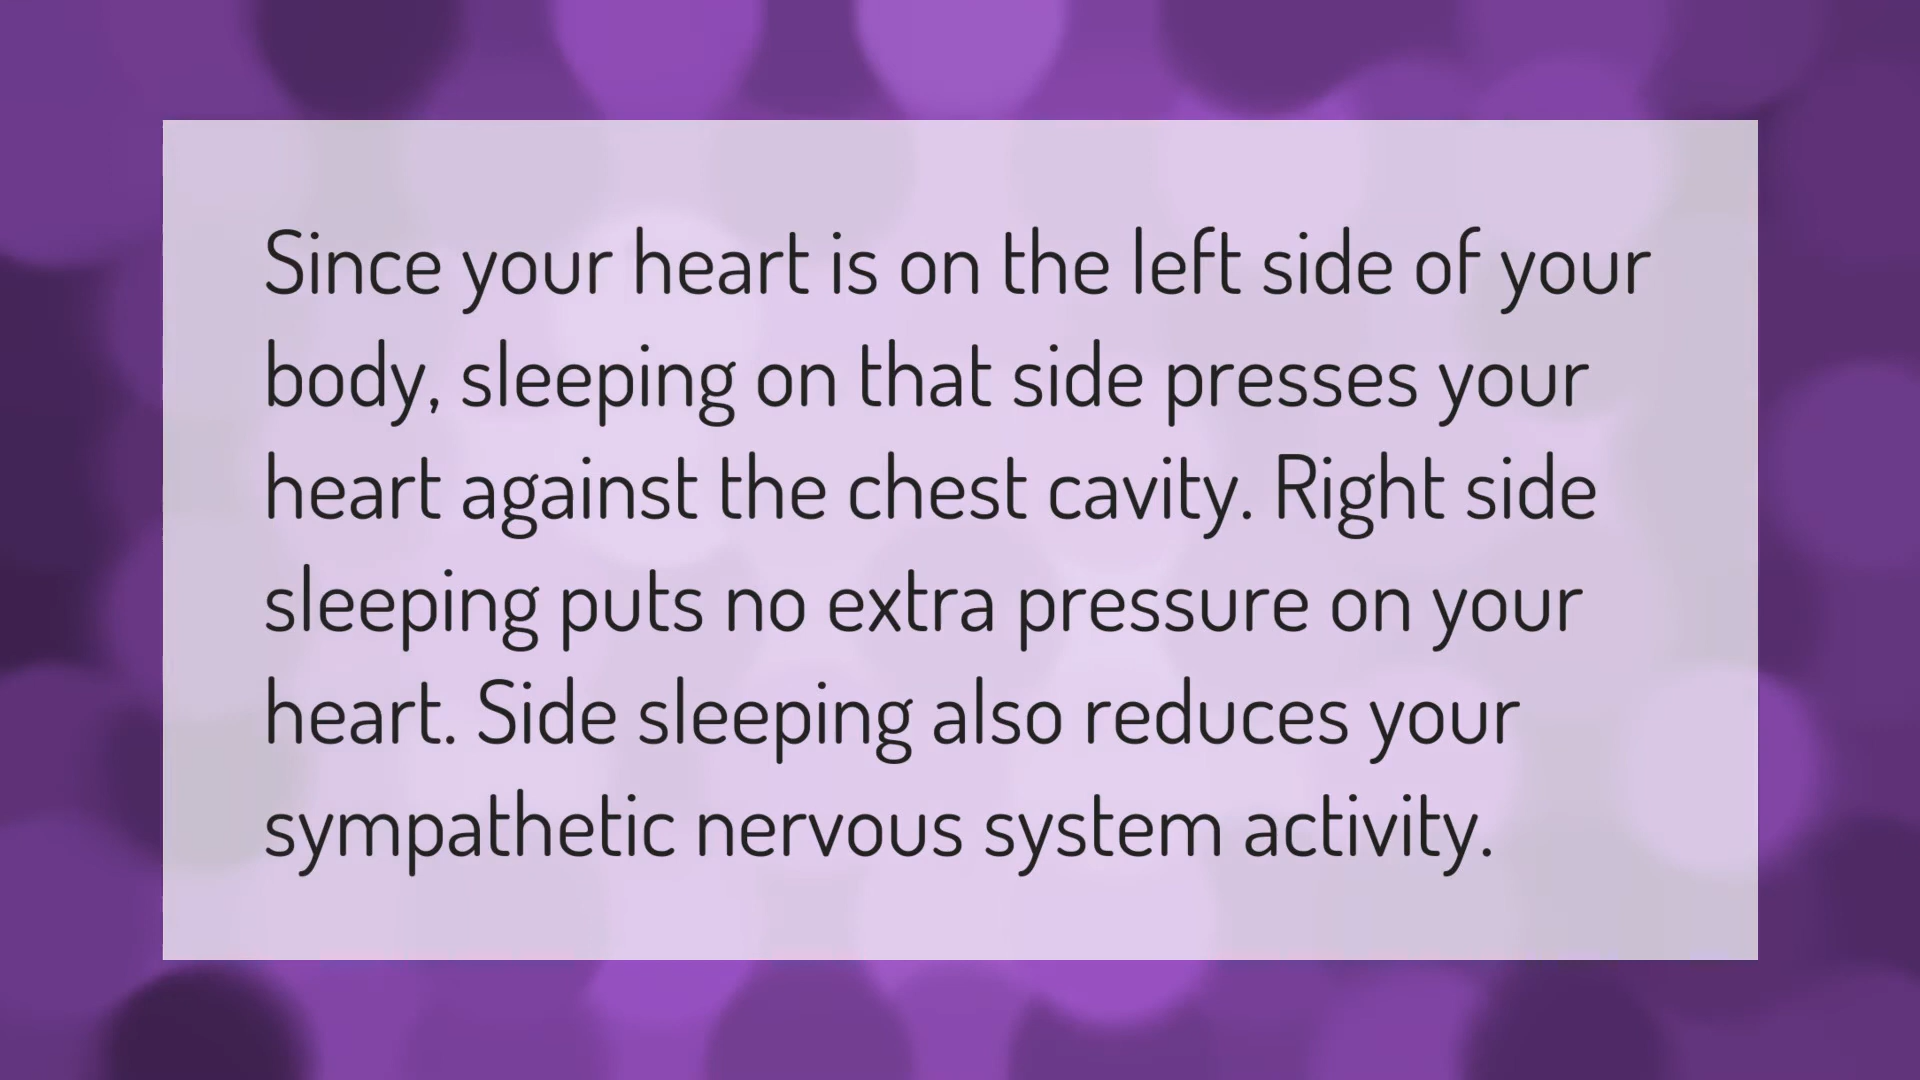 Since your heart is on the left side of your
body, sleeping on that side presses your
heart against the chest cavity. Right side
sleeping puts no extra pressure on your
heart. Side sleeping also reduces your
sympathetic nervous system activity.